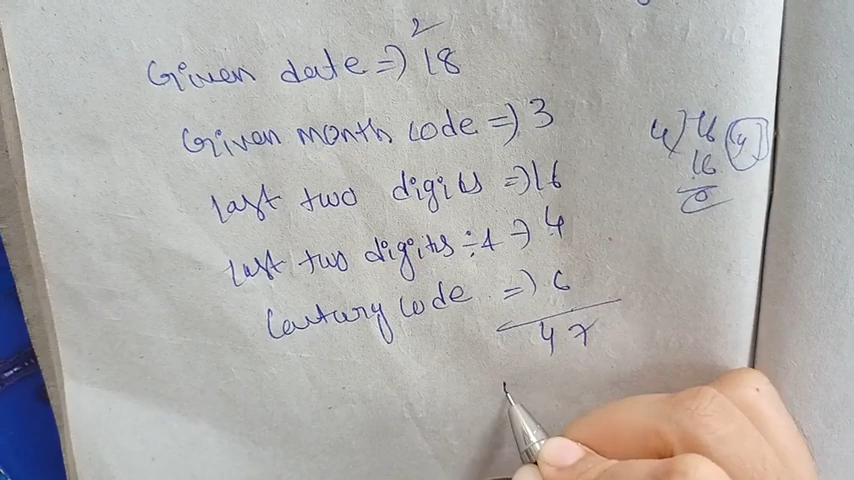 2
Given date => 18
Given month code => 3
last two digits => 16
last two digits ÷4 => 4
Century code => 6
47
4) 16 (4
16
0